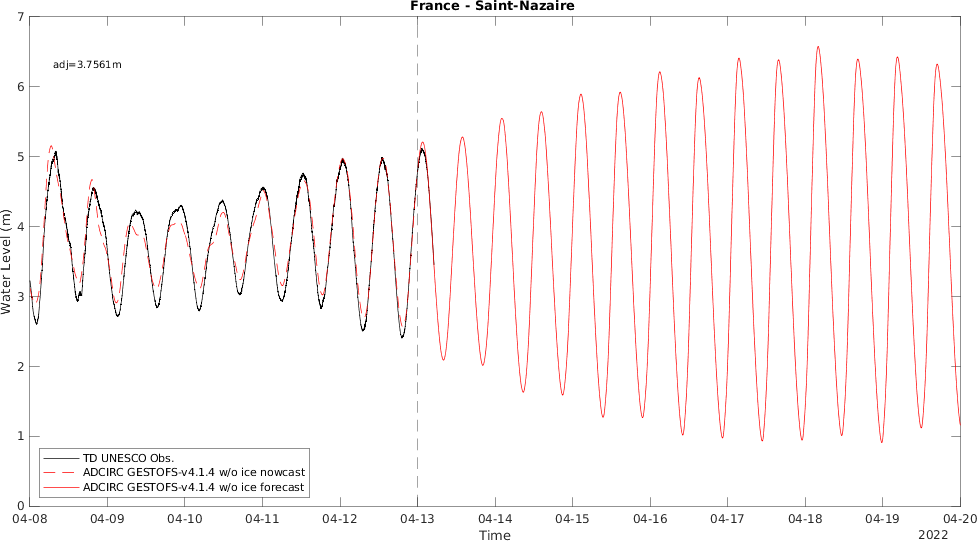 France - Saint-Nazaire
adj=3.7561m
7
6
5
4
3
2
1
0
Water Level (m)
TD UNESCO Obs.
ADCIRC GESTOFS-v4.1.4 w/o ice nowcast
ADCIRC GESTOFS-v4.1.4 w/o ice forecast
04-08 04-09 04-10 04-11 04-12 04-13 04-14 04-15 04-16 04-17 04-18 04-19 04-20
Time
2022